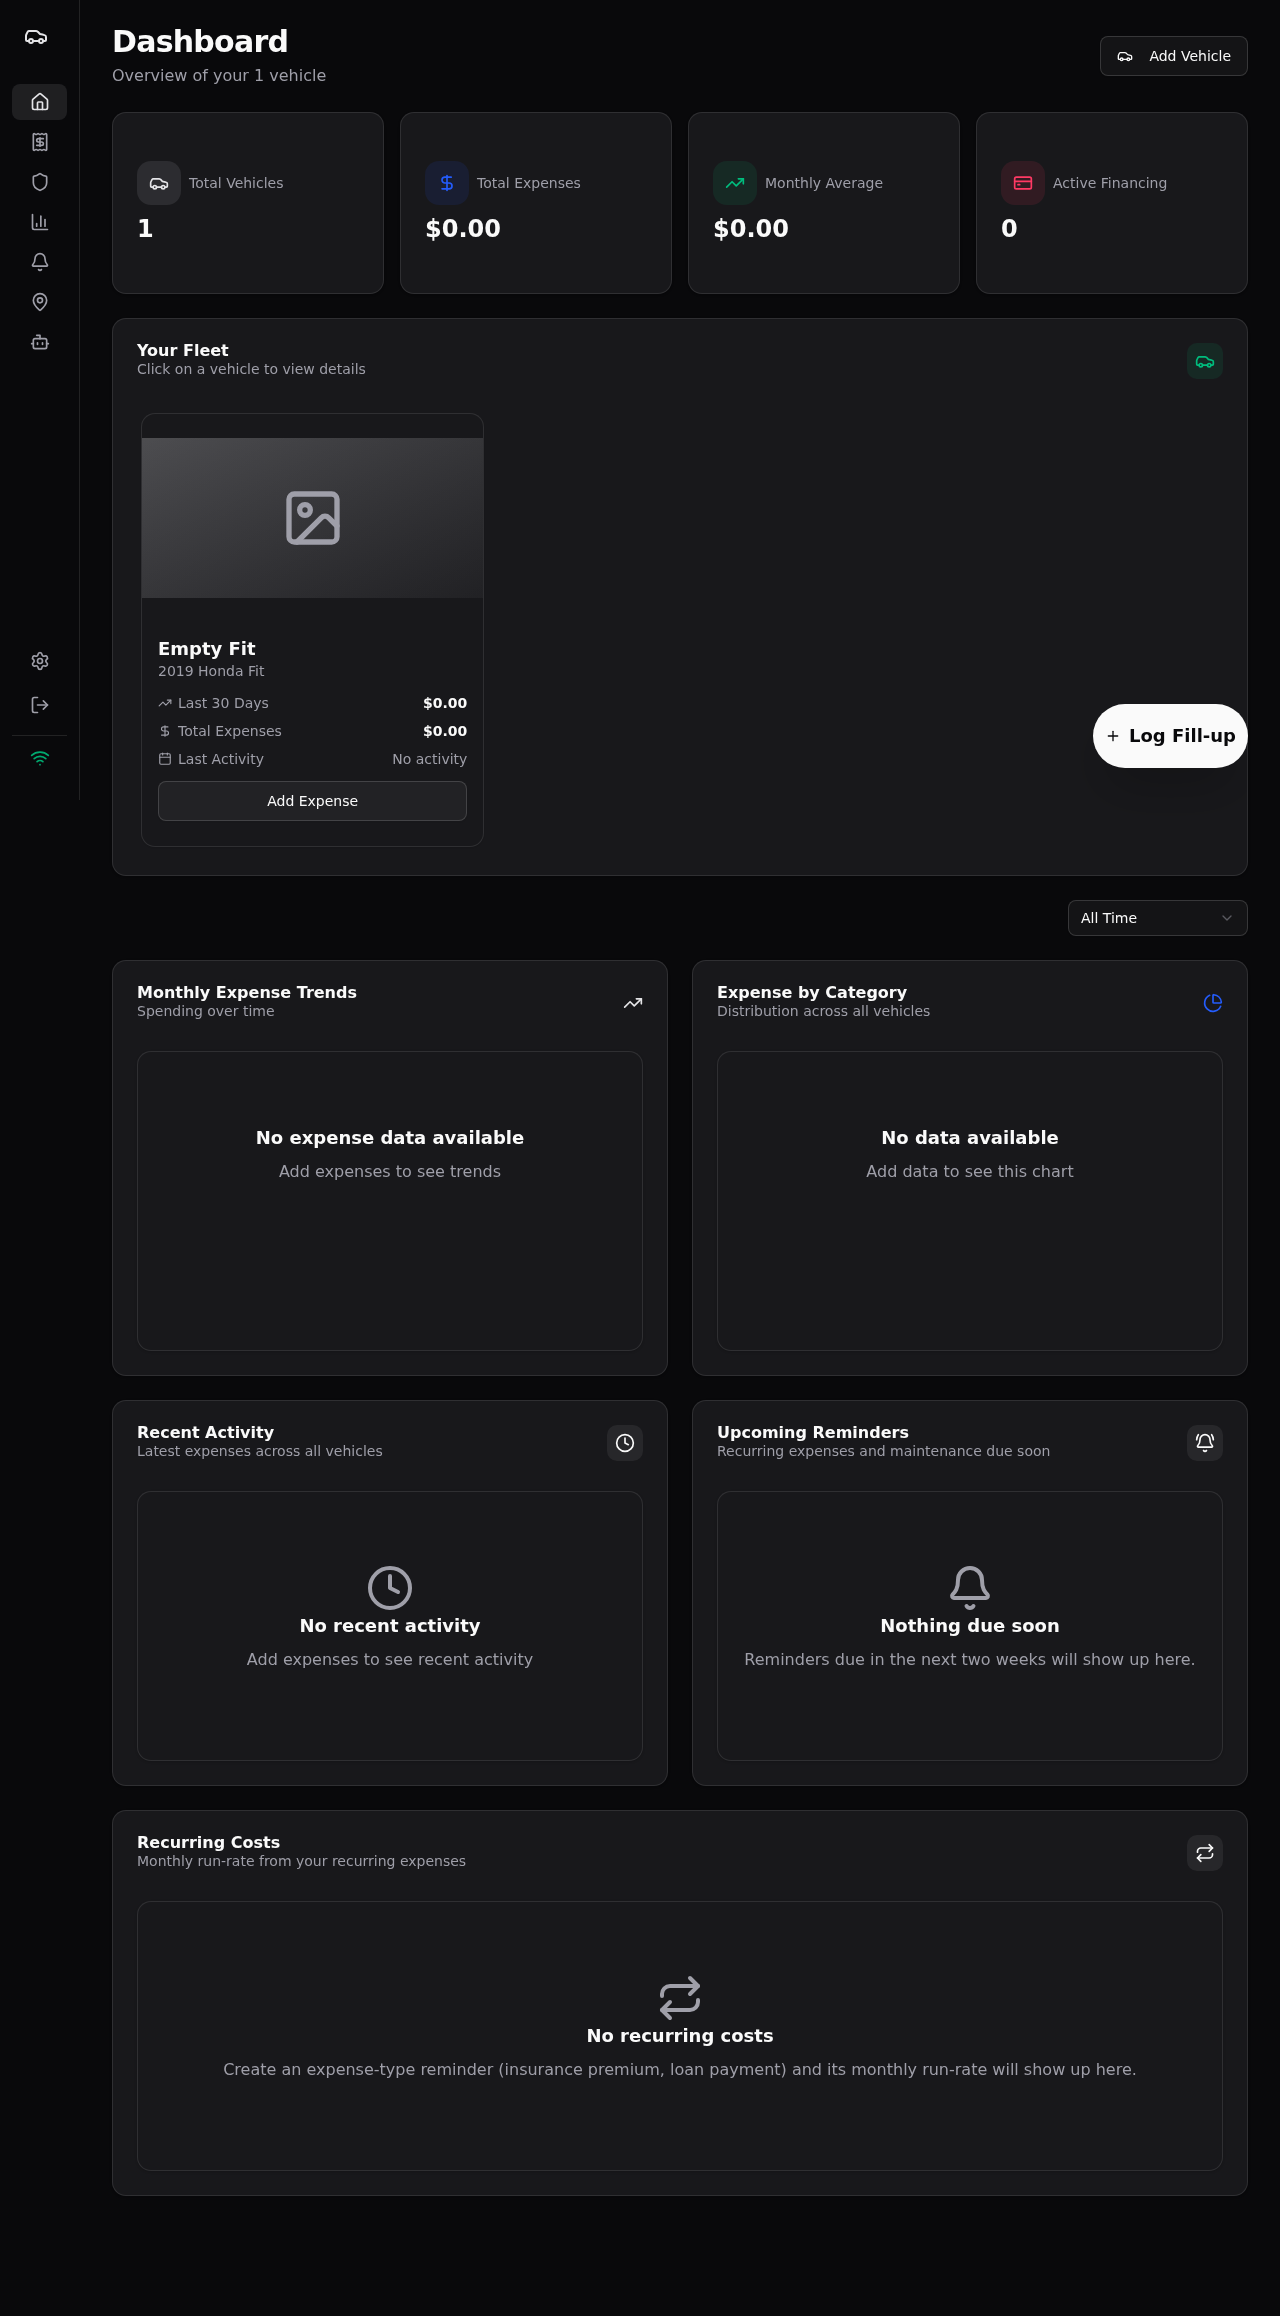 Dashboard
Overview of your 1 vehicle
Add Vehicle
Total Vehicles
1
Total Expenses
$0.00
Monthly Average
$0.00
Active Financing
0
Your Fleet
Click on a vehicle to view details
Empty Fit
2019 Honda Fit
Last 30 Days $0.00
Total Expenses $0.00
Last Activity No activity
Add Expense
Log Fill-up
All Time
Monthly Expense Trends
Spending over time
No expense data available
Add expenses to see trends
Expense by Category
Distribution across all vehicles
No data available
Add data to see this chart
Recent Activity
Latest expenses across all vehicles
No recent activity
Add expenses to see recent activity
Upcoming Reminders
Recurring expenses and maintenance due soon
Nothing due soon
Reminders due in the next two weeks will show up here.
Recurring Costs
Monthly run-rate from your recurring expenses
No recurring costs
Create an expense-type reminder (insurance premium, loan payment) and its monthly run-rate will show up here.